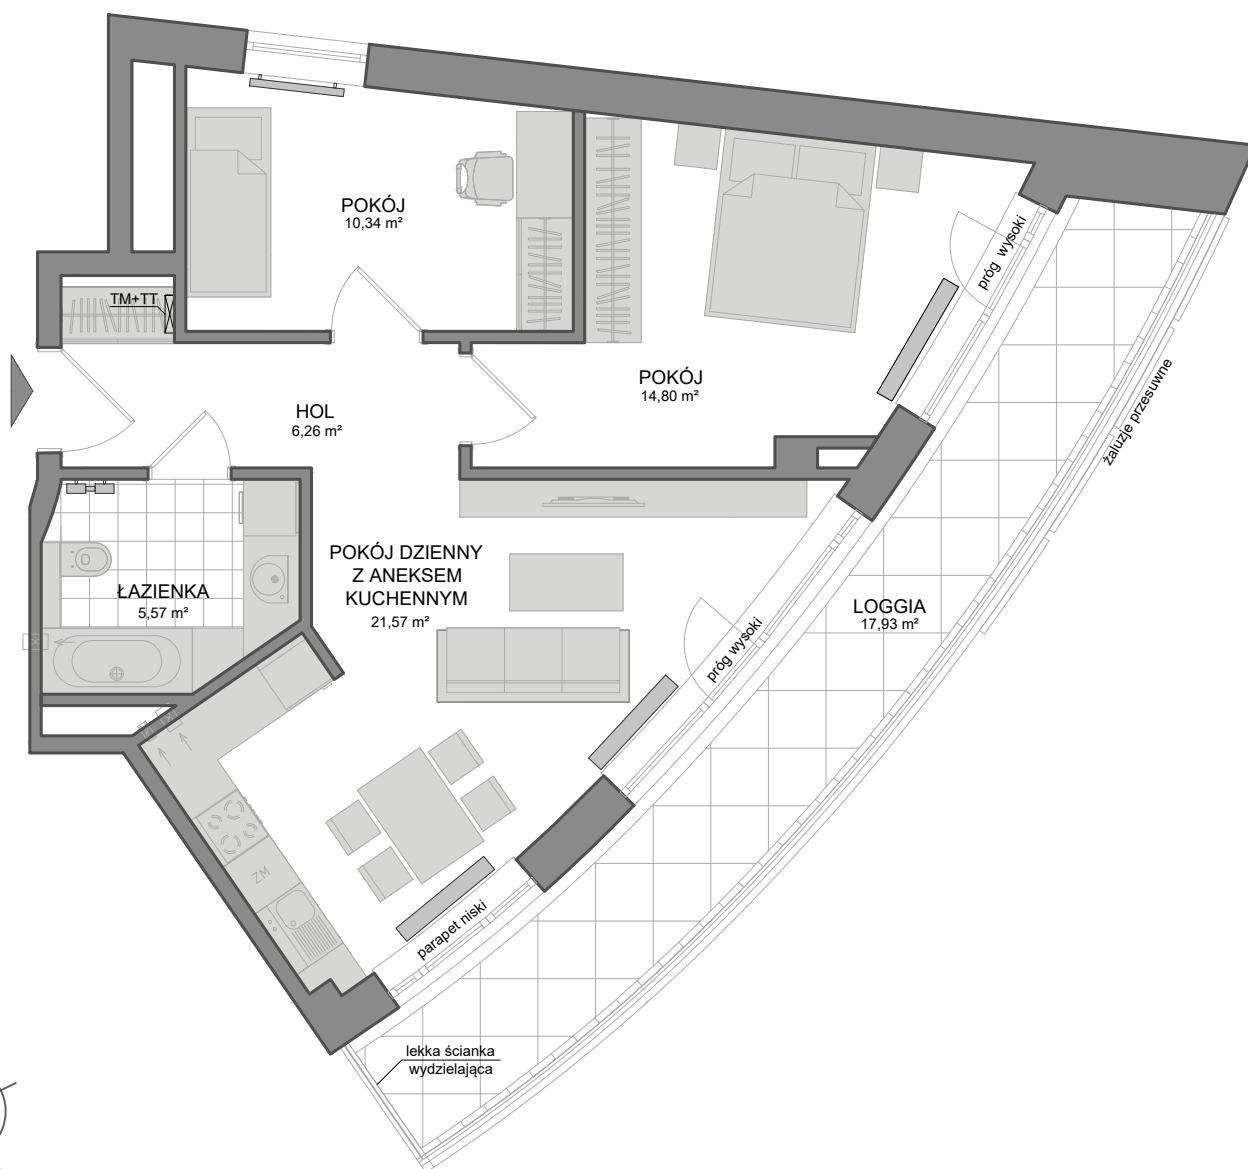 POKÓJ
10,34 m²
próg wysoki
TM+TT
POKÓJ
14,80 m²
żaluzje przesuwne
HOL
6,26 m²
POKÓJ DZIENNY
Z ANEKSEM
KUCHENNYM
21,57 m²
ŁAZIENKA
5,57 m²
LOGGIA
17,93 m²
próg wysoki
ZM
parapet niski
lekka ścianka
wydzielająca